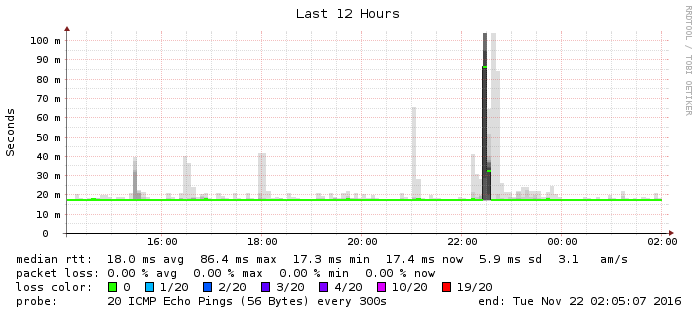 Last 12 Hours
RRDTOOL / TOBI OETIKER
Seconds
100 m
90 m
80 m
70 m
60 m
50 m
40 m
30 m
20 m
10 m
0
16:00 18:00 20:00 22:00 00:00 02:00
median rtt: 18.0 ms avg 86.4 ms max 17.3 ms min 17.4 ms now 5.9 ms sd 3.1 am/s
packet loss: 0.00 % avg 0.00 % max 0.00 % min 0.00 % now
loss color: 0 1/20 2/20 3/20 4/20 10/20 19/20
probe: 20 ICMP Echo Pings (56 Bytes) every 300s end: Tue Nov 22 02:05:07 2016